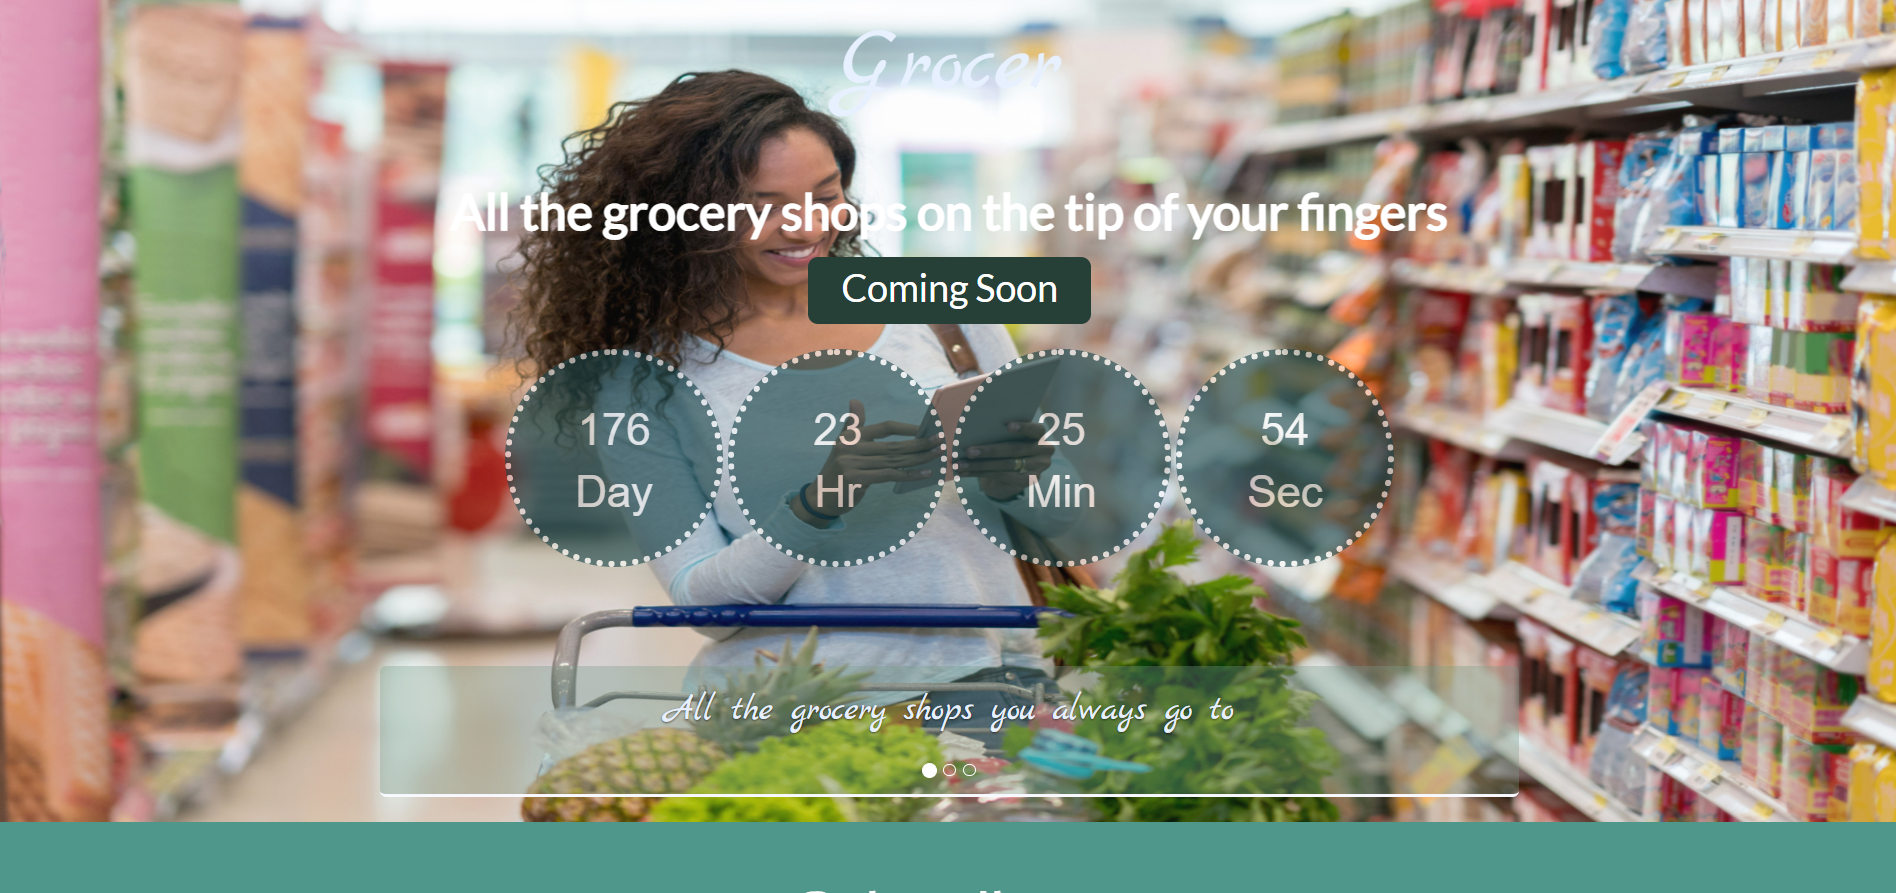 Grocer
All the grocery shops on the tip of your fingers
Coming Soon
176 23 25 54
Day Hr Min Sec
All the grocery shops you always go to